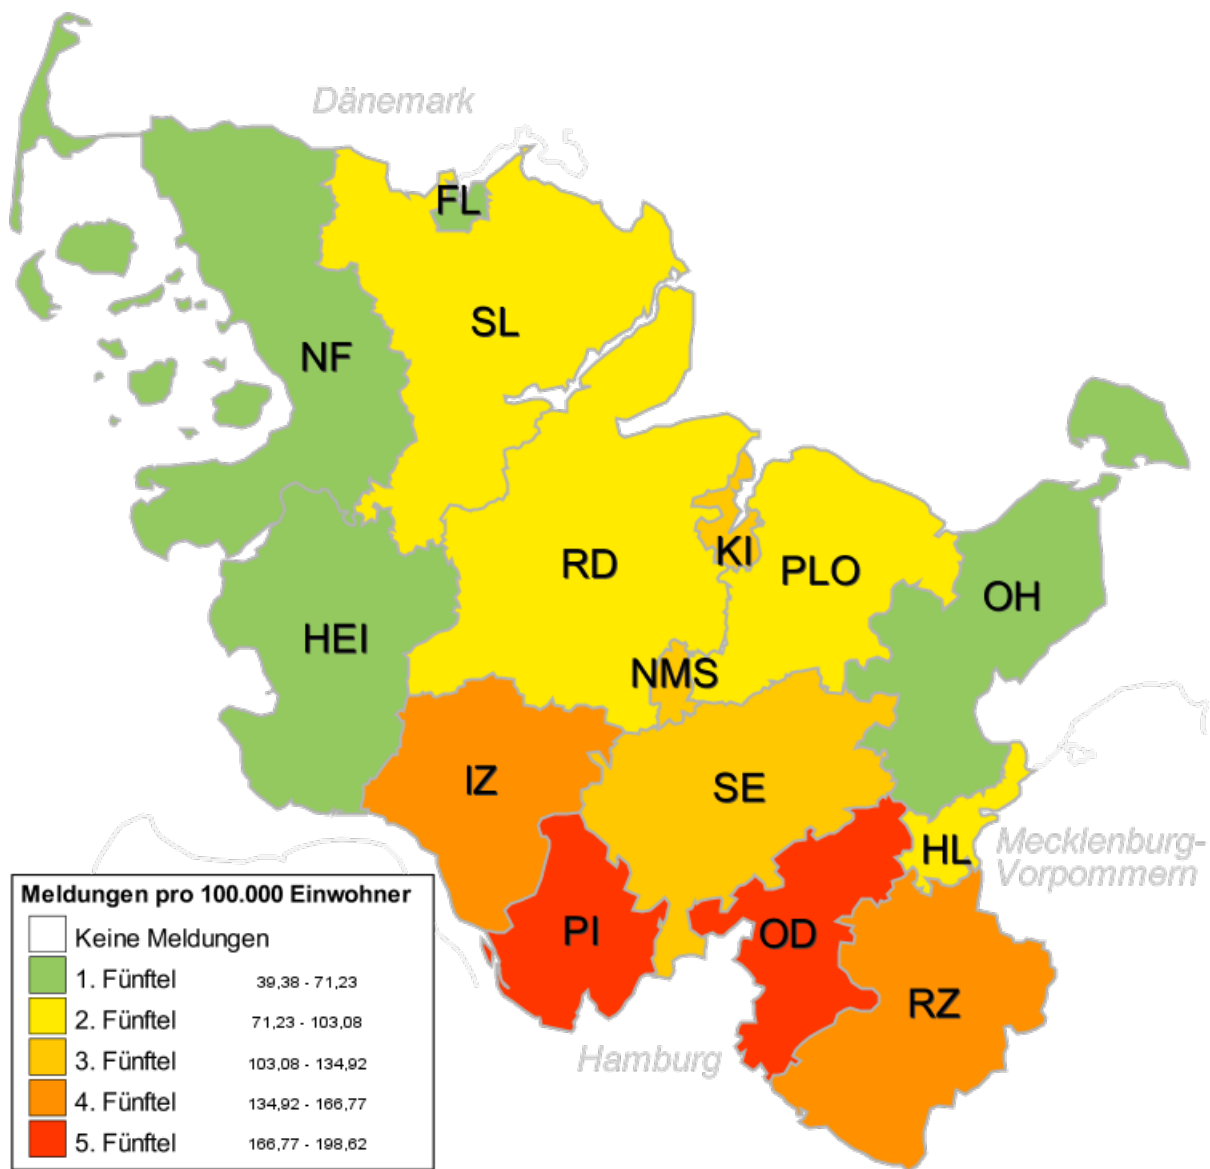 Dänemark
FL
SL
NF
RD
KI
PLO
OH
HEI
NMS
IZ
SE
HL
Mecklenburg-
Vorpommern
PI
OD
RZ
Hamburg
Meldungen pro 100.000 Einwohner
Keine Meldungen
1. Fünftel 39,38 - 71,23
2. Fünftel 71,23 - 103,08
3. Fünftel 103,08 - 134,92
4. Fünftel 134,92 - 166,77
5. Fünftel 166,77 - 198,62